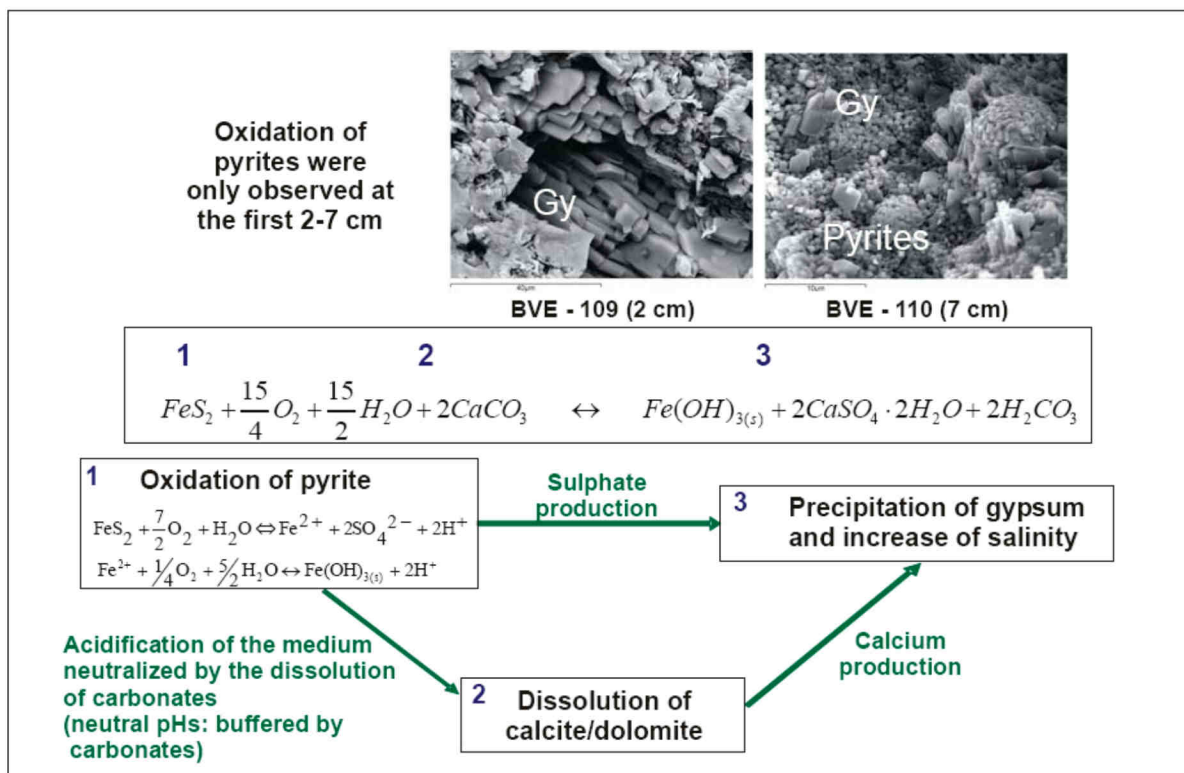 Oxidation of
pyrites were
only observed at
the first 2-7 cm
Gy
40µm
BVE - 109 (2 cm)
Gy
Pyrites
10µm
BVE - 110 (7 cm)
1 2 3
FeS₂ + 15/4 O₂ + 15/2 H₂O + 2CaCO₃ ↔ Fe(OH)₃(s) + 2CaSO₄ · 2H₂O + 2H₂CO₃
1 Oxidation of pyrite
FeS₂ + 7/2 O₂ + H₂O ⇔ Fe²⁺ + 2SO₄²⁻ + 2H⁺
Fe²⁺ + 1/4 O₂ + 5/2 H₂O ↔ Fe(OH)₃(s) + 2H⁺
Sulphate
production
3 Precipitation of gypsum
and increase of salinity
Acidification of the medium
neutralized by the dissolution
of carbonates
(neutral pHs: buffered by
carbonates)
2 Dissolution of
calcite/dolomite
Calcium
production